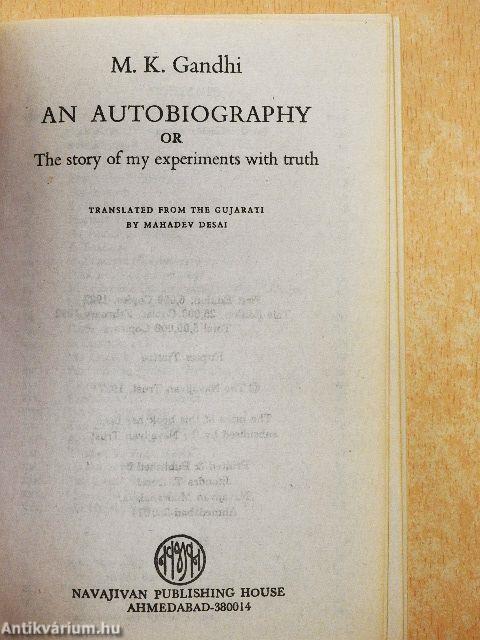 M. K. Gandhi
AN AUTOBIOGRAPHY
OR
The story of my experiments with truth
TRANSLATED FROM THE GUJARATI
BY MAHADEV DESAI
NAVAJIVAN PUBLISHING HOUSE
AHMEDABAD-380014
Antikvárium.hu